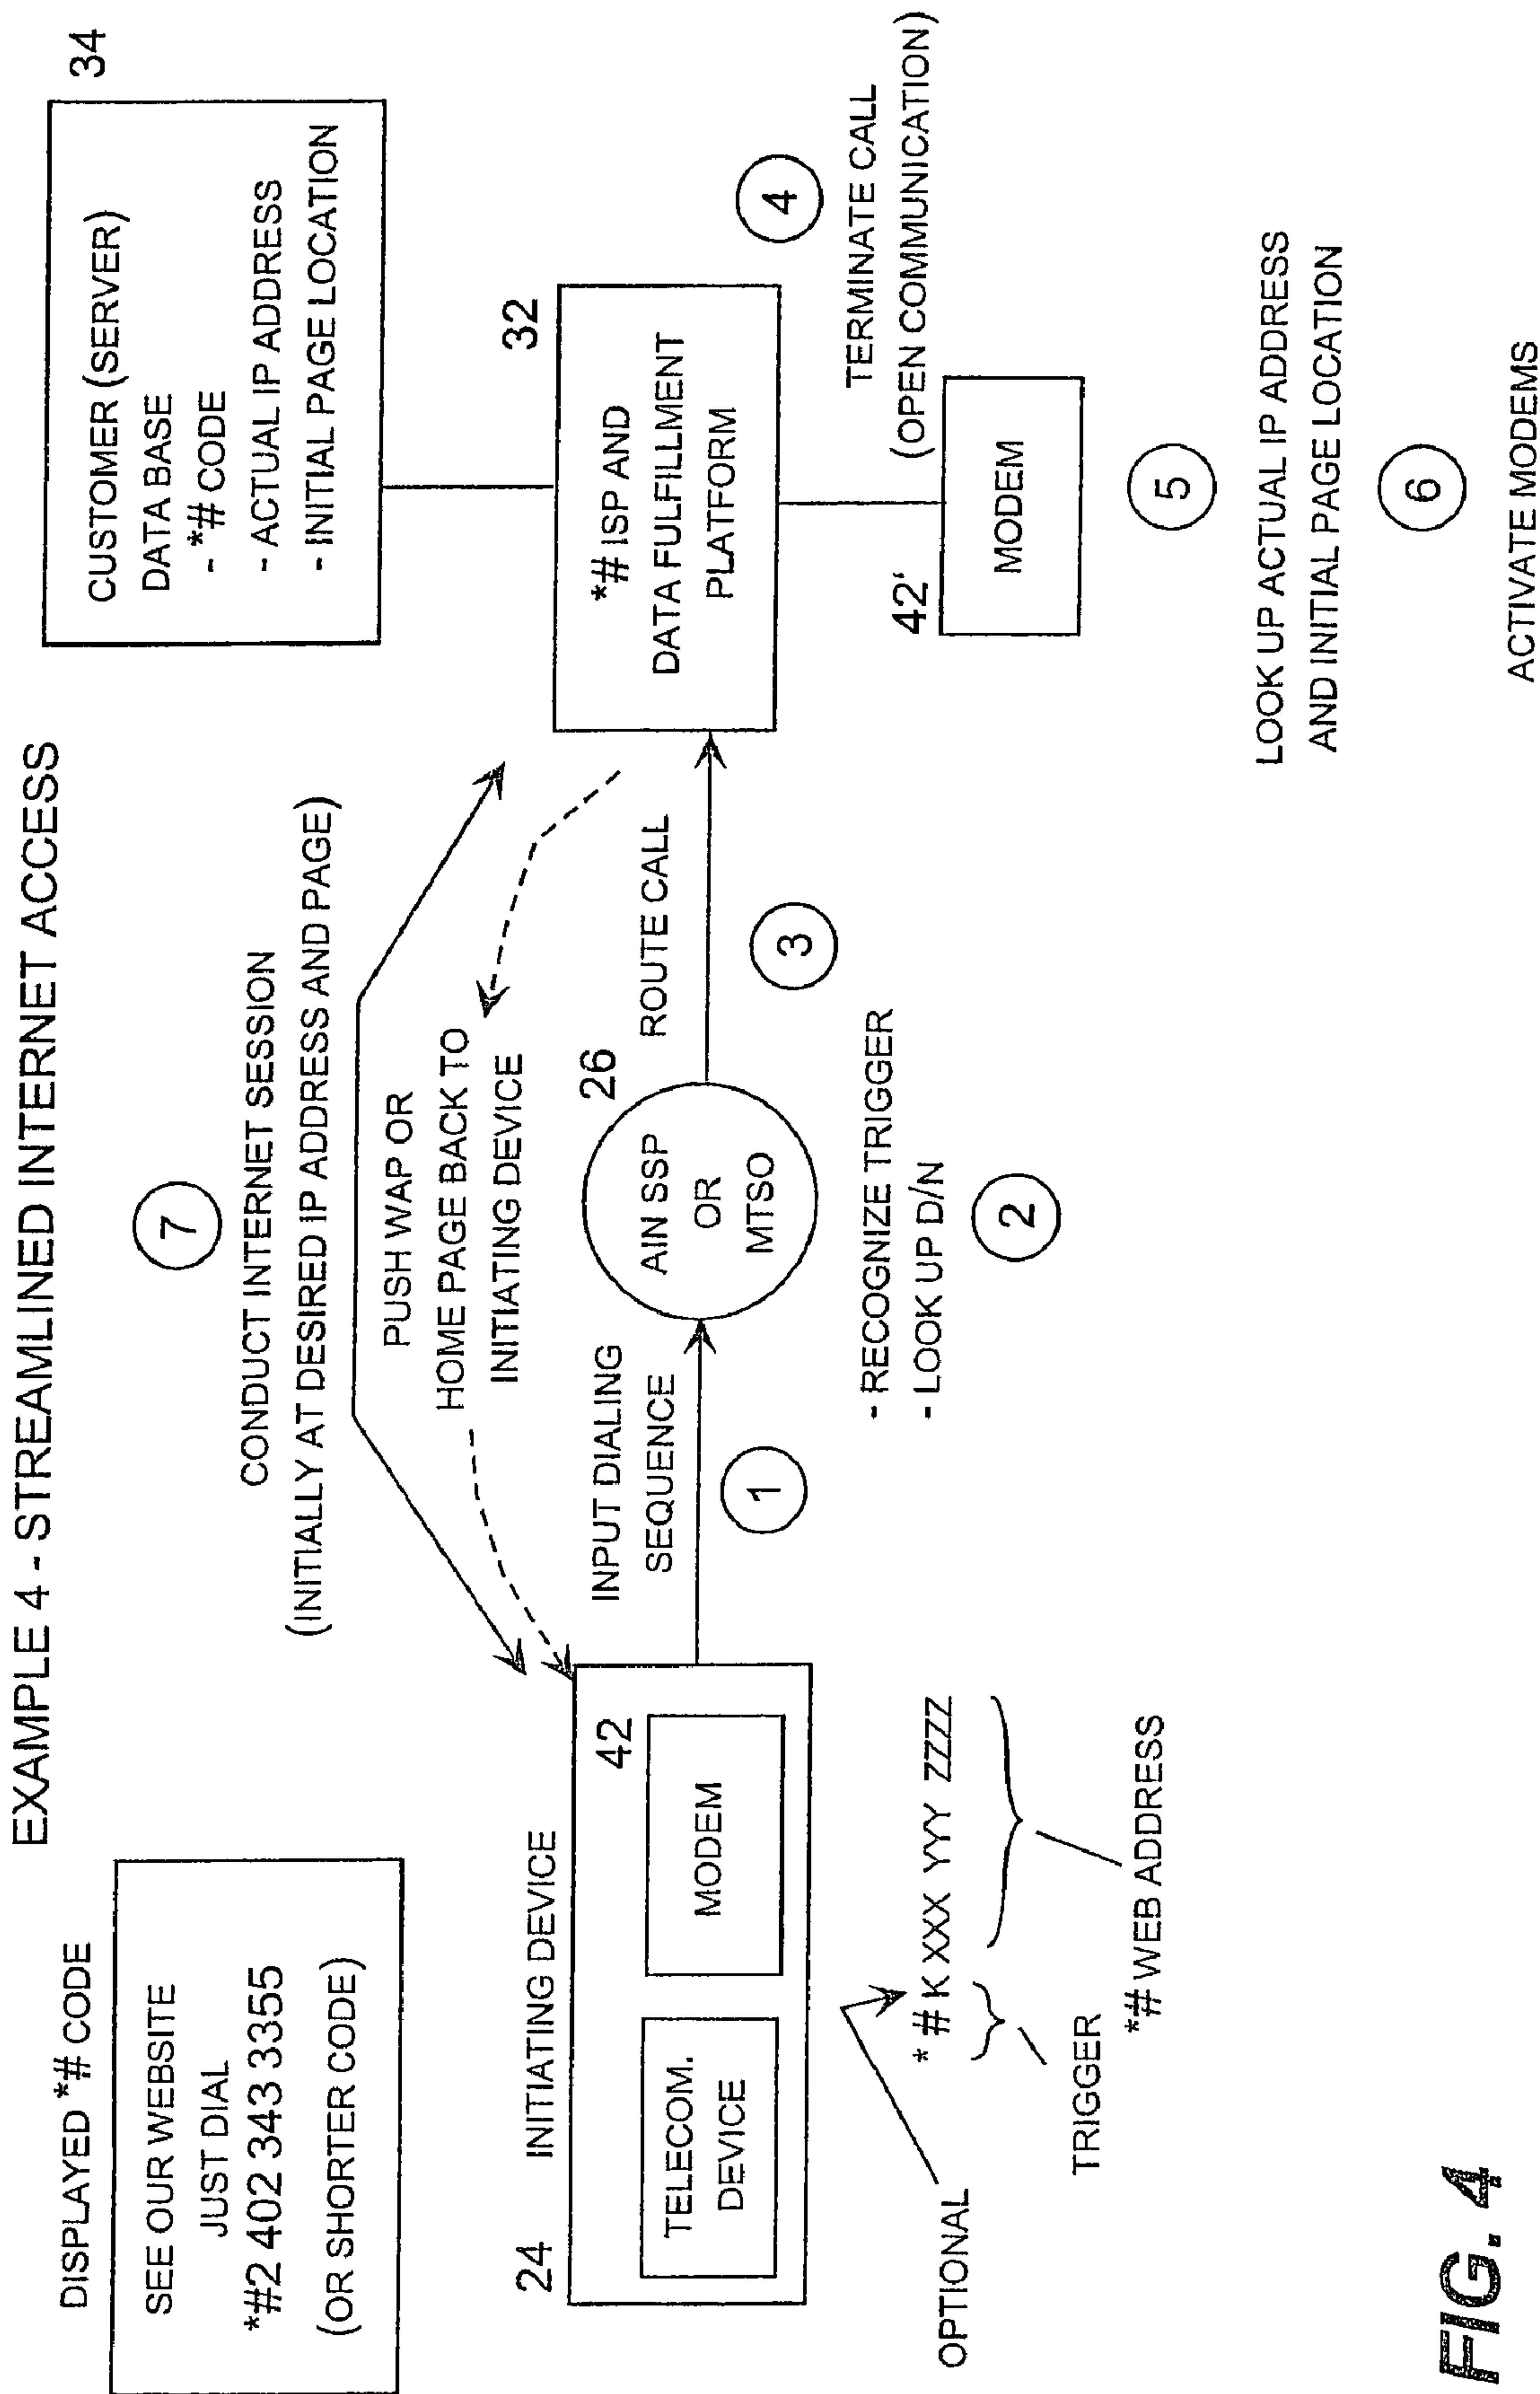 EXAMPLE 4 - STREAMLINED INTERNET ACCESS
DISPLAYED *# CODE
SEE OUR WEBSITE
JUST DIAL
*#2 402 343 3355
(OR SHORTER CODE)
7
CONDUCT INTERNET SESSION
(INITIALLY AT DESIRED IP ADDRESS AND PAGE)
PUSH WAP OR
HOME PAGE BACK TO
INITIATING DEVICE
34
CUSTOMER (SERVER)
DATA BASE
- *# CODE
- ACTUAL IP ADDRESS
- INITIAL PAGE LOCATION
24
INITIATING DEVICE
TELECOM.
DEVICE
42
MODEM
INPUT DIALING
SEQUENCE
1
26
AIN SSP
OR
MTSO
ROUTE CALL
3
- RECOGNIZE TRIGGER
- LOOK UP D/N
2
32
*# ISP AND
DATA FULFILLMENT
PLATFORM
4
TERMINATE CALL
(OPEN COMMUNICATION)
42'
MODEM
5
LOOK UP ACTUAL IP ADDRESS
AND INITIAL PAGE LOCATION
6
ACTIVATE MODEMS
OPTIONAL
*# K XXX YYY ZZZZ
TRIGGER
*# WEB ADDRESS
FIG. 4